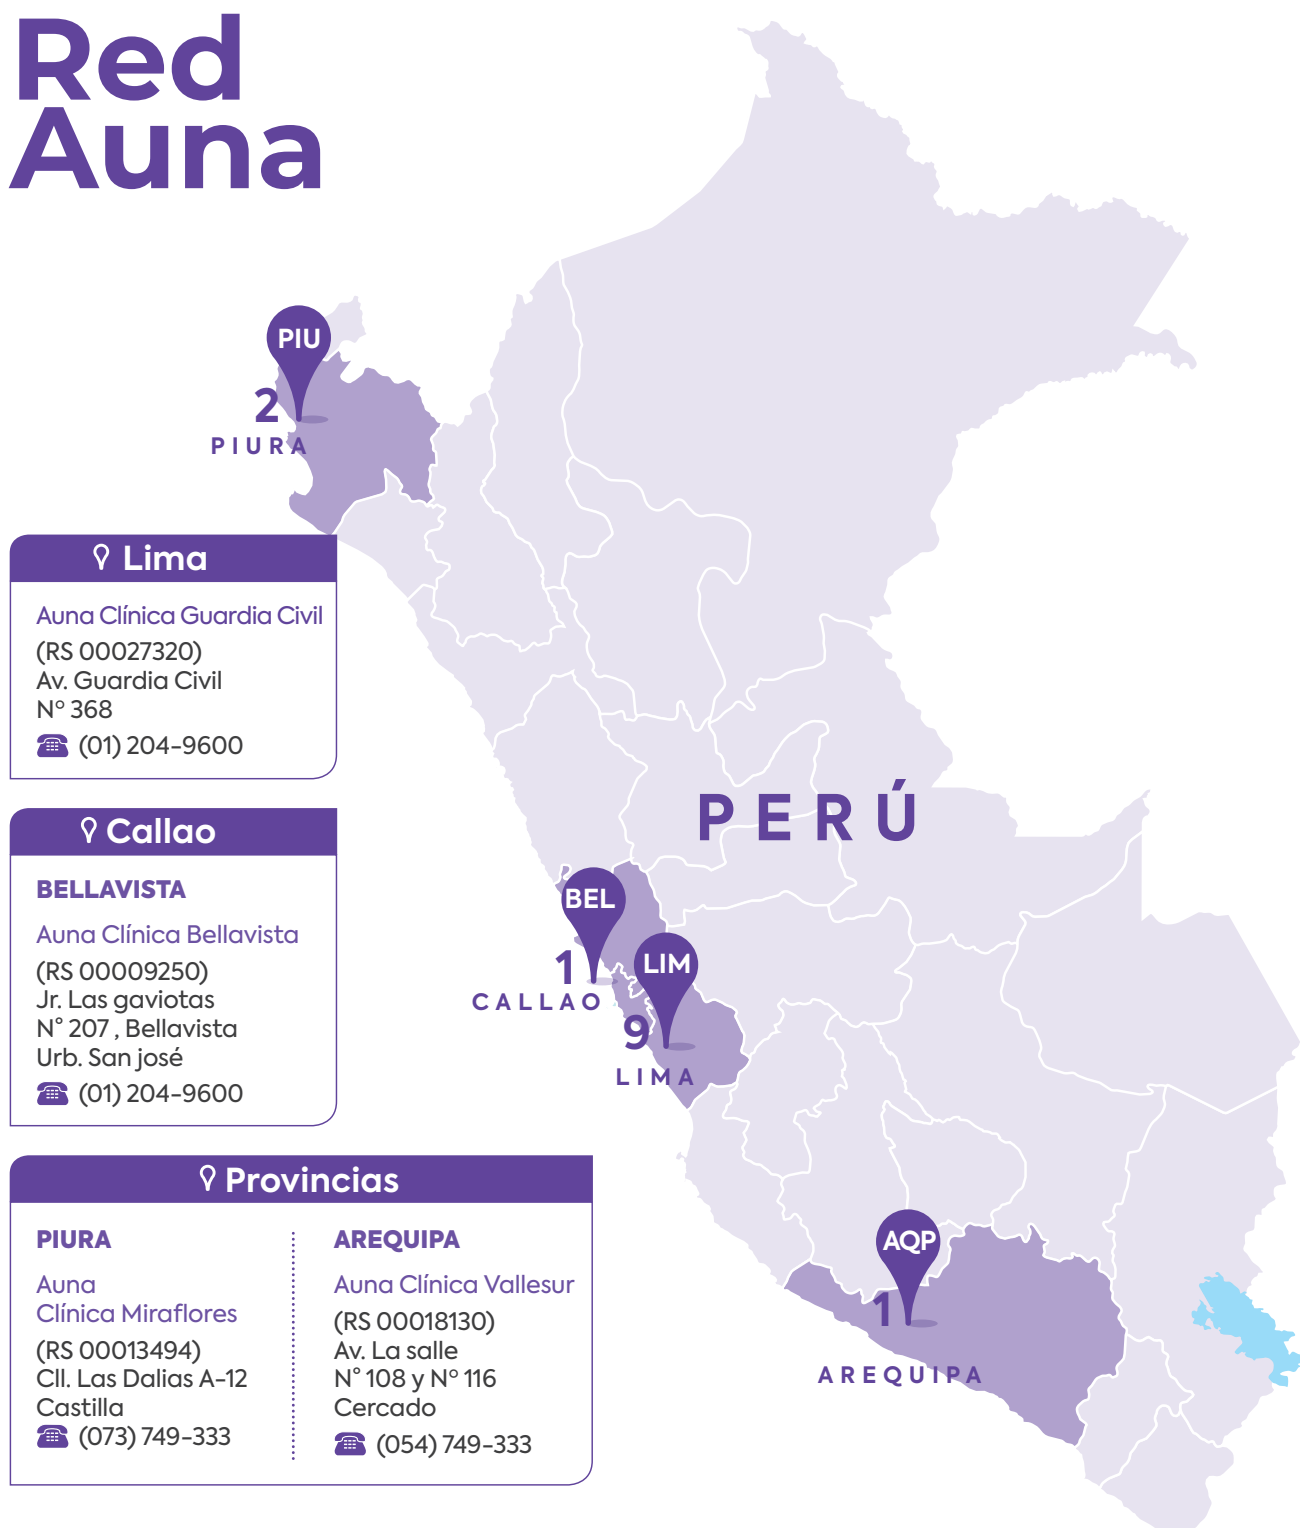 Red
Auna
PIU
2
PIURA
Lima
Auna Clínica Guardia Civil
(RS 00027320)
Av. Guardia Civil
Nº 368
(01) 204-9600
PERÚ
Callao
BELLAVISTA
Auna Clínica Bellavista
(RS 00009250)
Jr. Las gaviotas
N° 207 , Bellavista
Urb. San josé
(01) 204-9600
BEL
1
CALLAO
LIM
9
LIMA
Provincias
PIURA
Auna
Clínica Miraflores
(RS 00013494)
Cll. Las Dalias A-12
Castilla
(073) 749-333
AREQUIPA
Auna Clínica Vallesur
(RS 00018130)
Av. La salle
N° 108 y Nº 116
Cercado
(054) 749-333
AQP
1
AREQUIPA